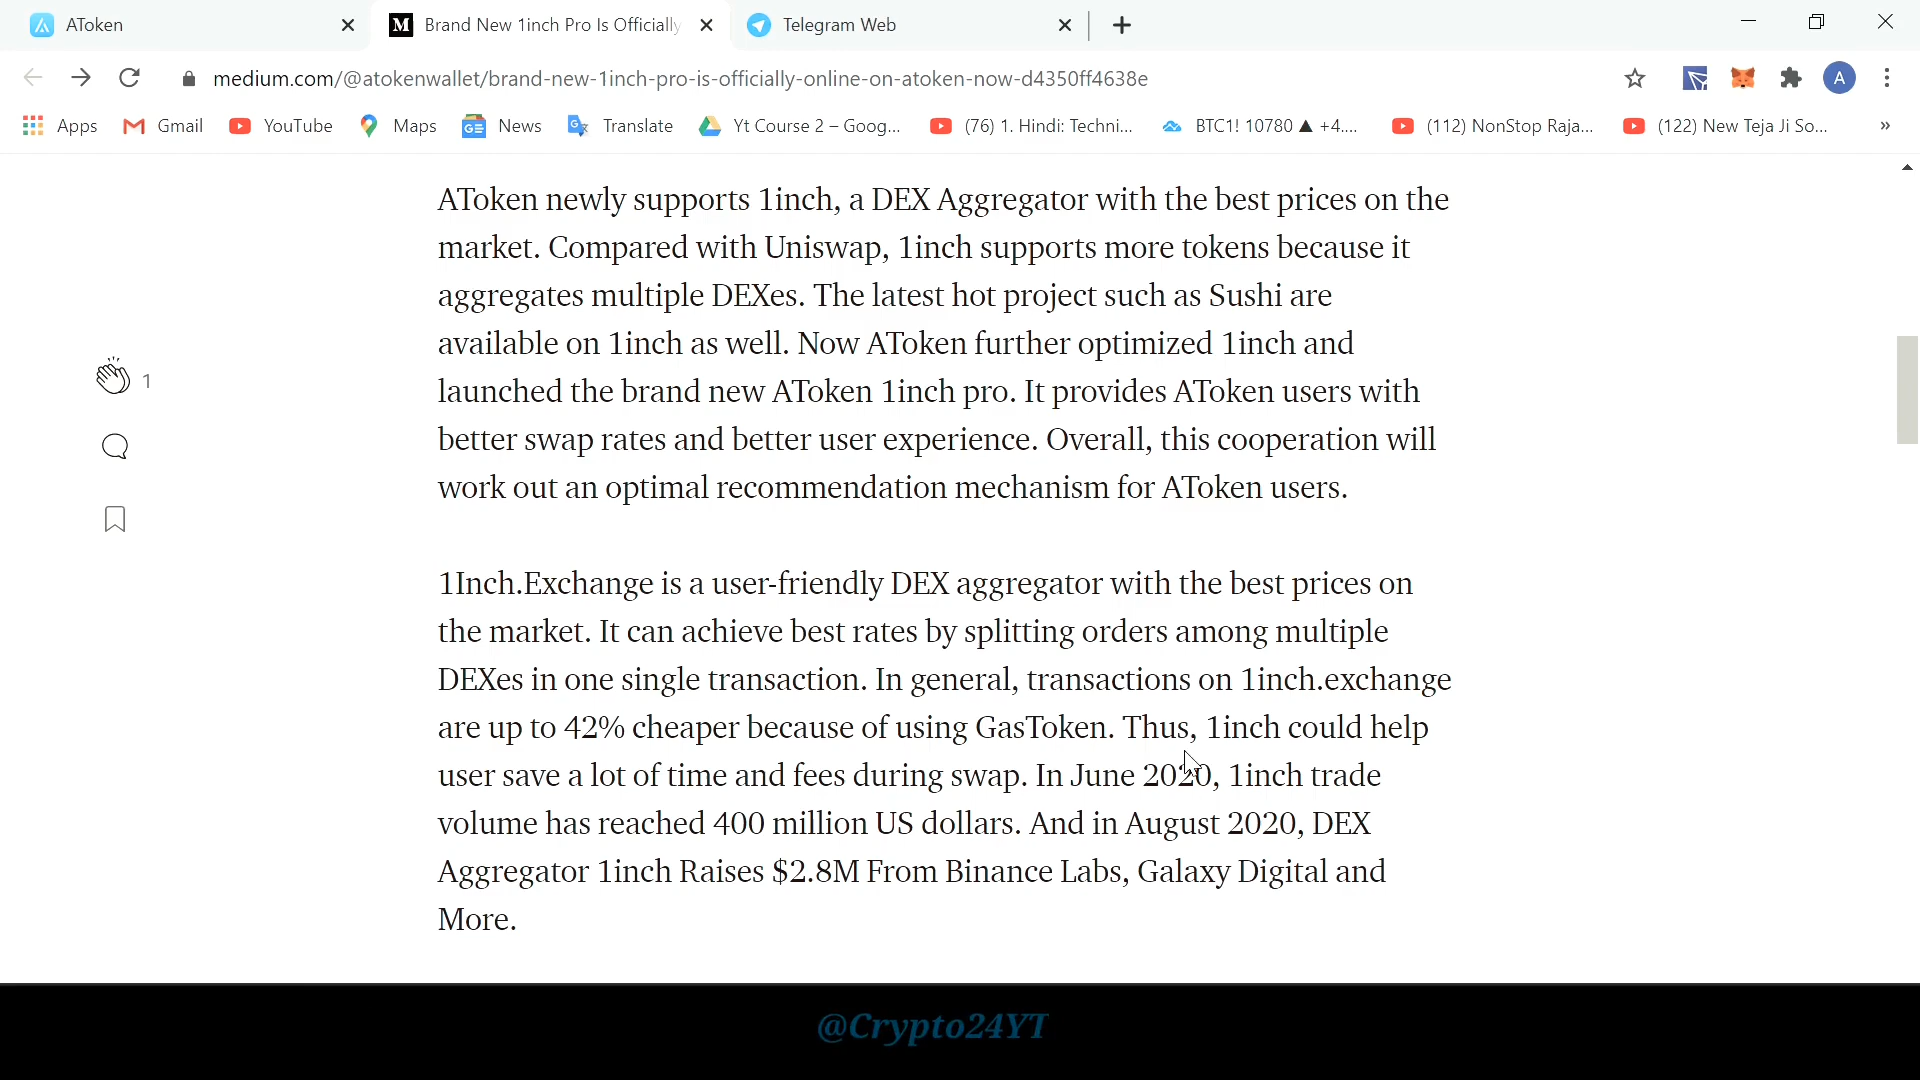 AToken
Brand New 1inch Pro Is Officially
Telegram Web
medium.com/@atokenwallet/brand-new-1inch-pro-is-officially-online-on-atoken-now-d4350ff4638e
A
Apps
Gmail
YouTube
Maps
News
Translate
Yt Course 2 – Goog...
(76) 1. Hindi: Techni...
BTC1! 10780 ▲ +4....
(112) NonStop Raja...
(122) New Teja Ji So...
»
AToken newly supports 1inch, a DEX Aggregator with the best prices on the
market. Compared with Uniswap, 1inch supports more tokens because it
aggregates multiple DEXes. The latest hot project such as Sushi are
available on 1inch as well. Now AToken further optimized 1inch and
launched the brand new AToken 1inch pro. It provides AToken users with
better swap rates and better user experience. Overall, this cooperation will
work out an optimal recommendation mechanism for AToken users.
1
1Inch.Exchange is a user-friendly DEX aggregator with the best prices on
the market. It can achieve best rates by splitting orders among multiple
DEXes in one single transaction. In general, transactions on 1inch.exchange
are up to 42% cheaper because of using GasToken. Thus, 1inch could help
user save a lot of time and fees during swap. In June 2020, 1inch trade
volume has reached 400 million US dollars. And in August 2020, DEX
Aggregator 1inch Raises $2.8M From Binance Labs, Galaxy Digital and
More.
@Crypto24YT